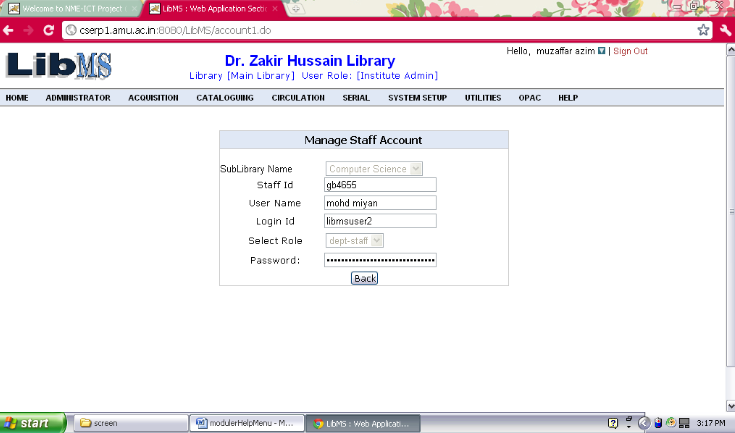 Welcome to NME-ICT Project
LibMS : Web Application Secti
cserp1.amu.ac.in:8080/LibMS/account1.do
Hello, muzaffar azim | Sign Out
LibMS
Dr. Zakir Hussain Library
Library [Main Library] User Role: [Institute Admin]
HOME ADMINISTRATOR ACQUISITION CATALOGUING CIRCULATION SERIAL SYSTEM SETUP UTILITIES OPAC HELP
Manage Staff Account
SubLibrary Name Computer Science
Staff Id gb4655
User Name mohd miyan
Login Id libmsuser2
Select Role dept-staff
Password: ••••••••••••••••••••••••••••
Back
start screen modulerHelpMenu - M... LibMS : Web Applicati... 3:17 PM